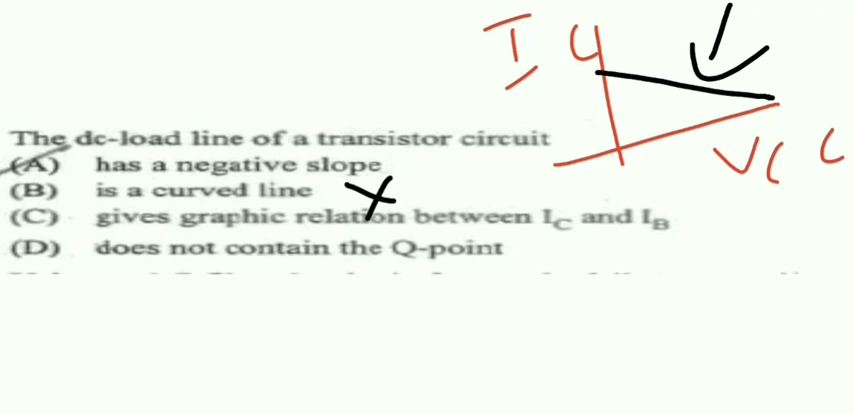 I C
The dc-load line of a transistor circuit
(A) has a negative slope
(B) is a curved line
(C) gives graphic relation between I_C and I_B
(D) does not contain the Q-point
VCC